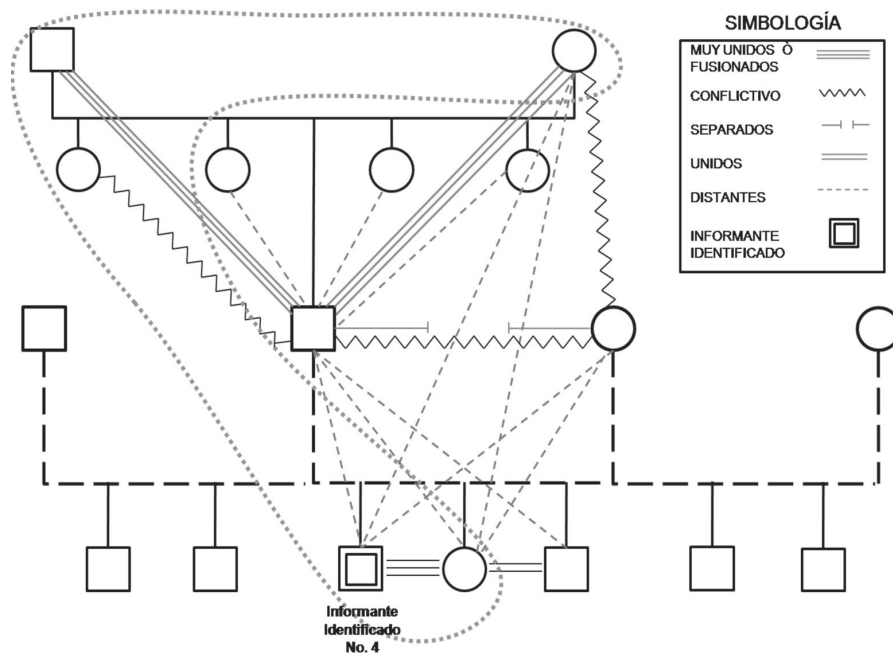 SIMBOLOGÍA
MUY UNIDOS Ò
FUSIONADOS
CONFLICTIVO
SEPARADOS
UNIDOS
DISTANTES
INFORMANTE
IDENTIFICADO
Informante
Identificado
No. 4